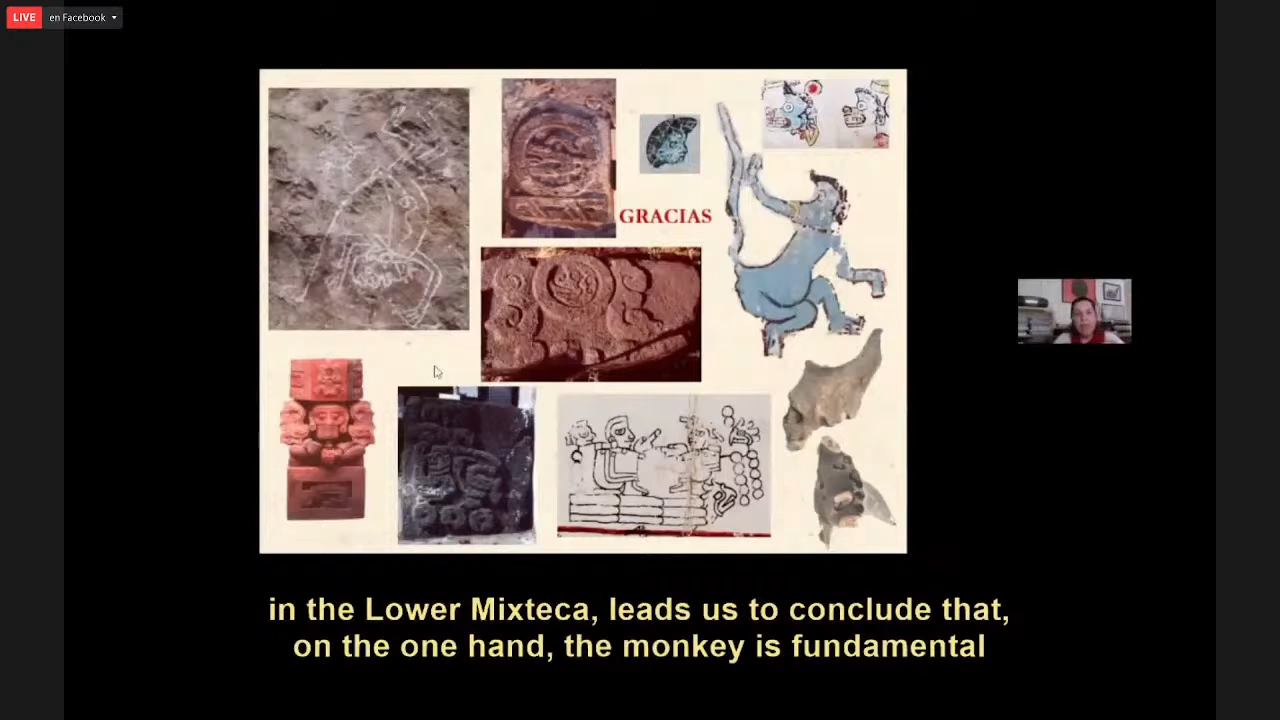 LIVE en Facebook
GRACIAS
in the Lower Mixteca, leads us to conclude that,
on the one hand, the monkey is fundamental